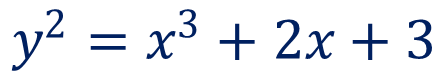 y² = x³ + 2x + 3